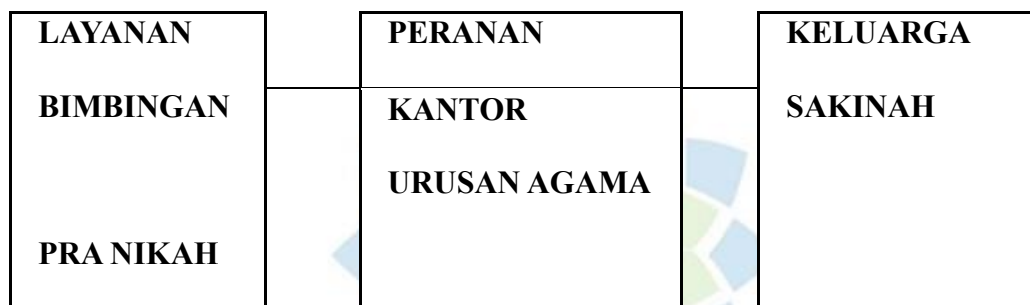 LAYANAN
BIMBINGAN
PRA NIKAH
PERANAN
KANTOR
URUSAN AGAMA
KELUARGA
SAKINAH